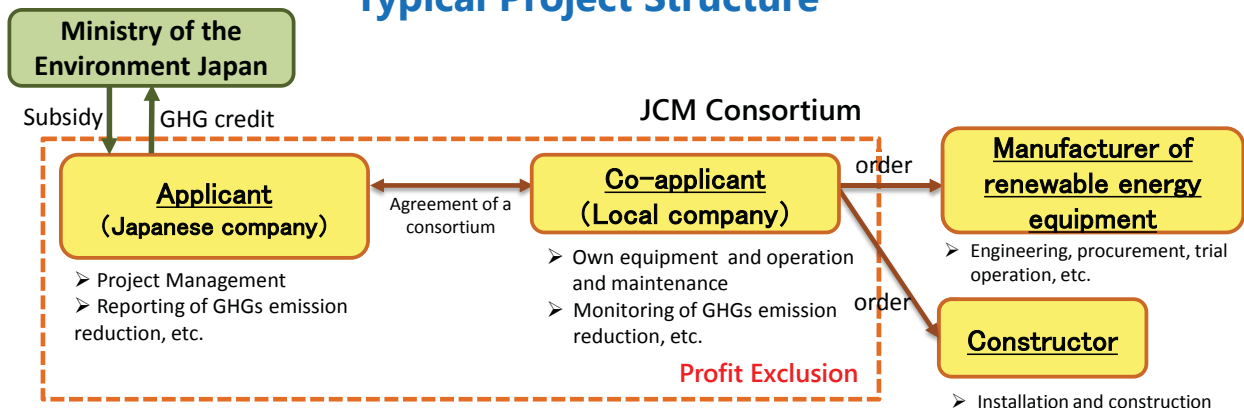 Typical Project Structure
Ministry of the
Environment Japan
Subsidy
GHG credit
JCM Consortium
Applicant
(Japanese company)
Agreement of a
consortium
Co-applicant
(Local company)
order
order
Manufacturer of
renewable energy
equipment
➢ Engineering, procurement, trial
operation, etc.
➢ Project Management
➢ Reporting of GHGs emission
reduction, etc.
➢ Own equipment and operation
and maintenance
➢ Monitoring of GHGs emission
reduction, etc.
Profit Exclusion
Constructor
➢ Installation and construction